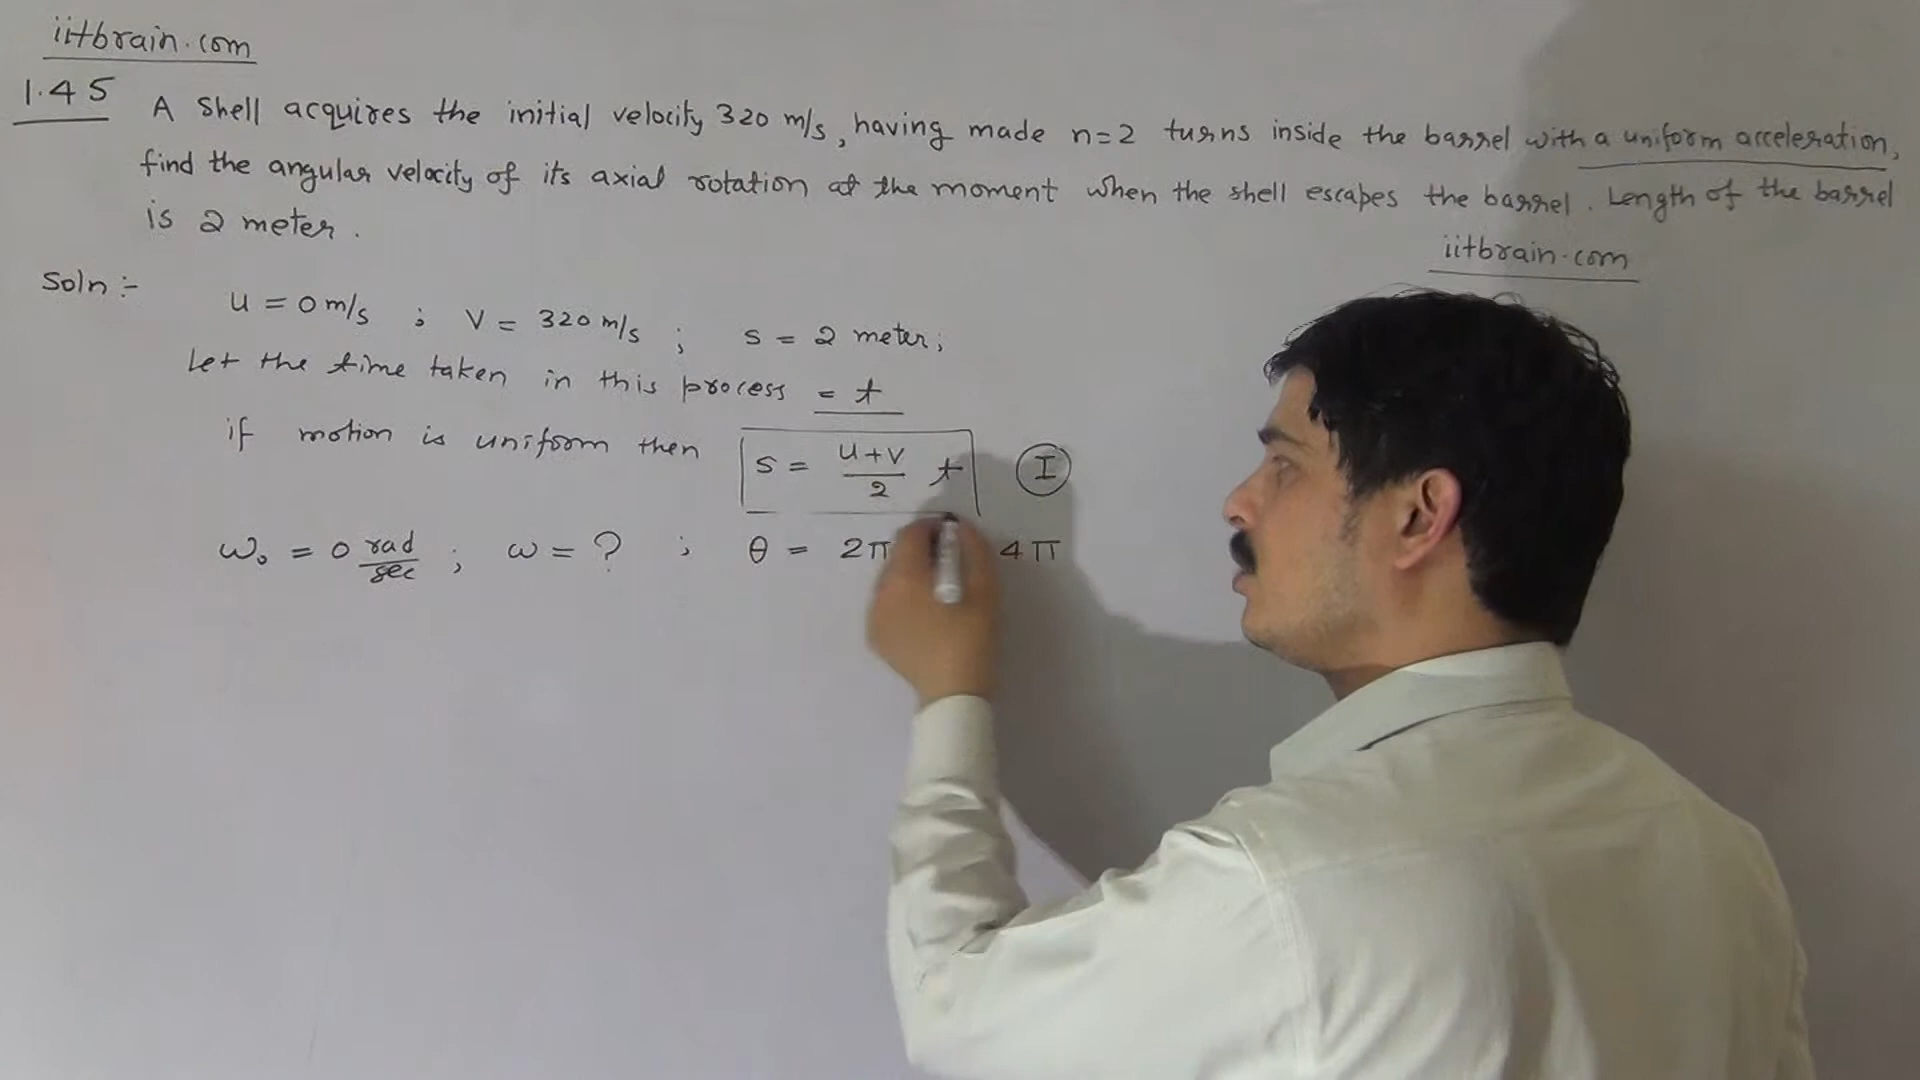 iitbrain.com
1.45 A shell acquires the initial velocity 320 m/s, having made n=2 turns inside the barrel with a uniform acceleration,
find the angular velocity of its axial rotation at the moment when the shell escapes the barrel. Length of the barrel
is 2 meter.
iitbrain.com
Soln :-
u = 0 m/s ; v = 320 m/s ; s = 2 meter;
Let the time taken in this process = t
if motion is uniform then s = \frac{u+v}{2} t (I)
ω₀ = 0 \frac{rad}{sec} ; ω = ? ; θ = 2π 4π